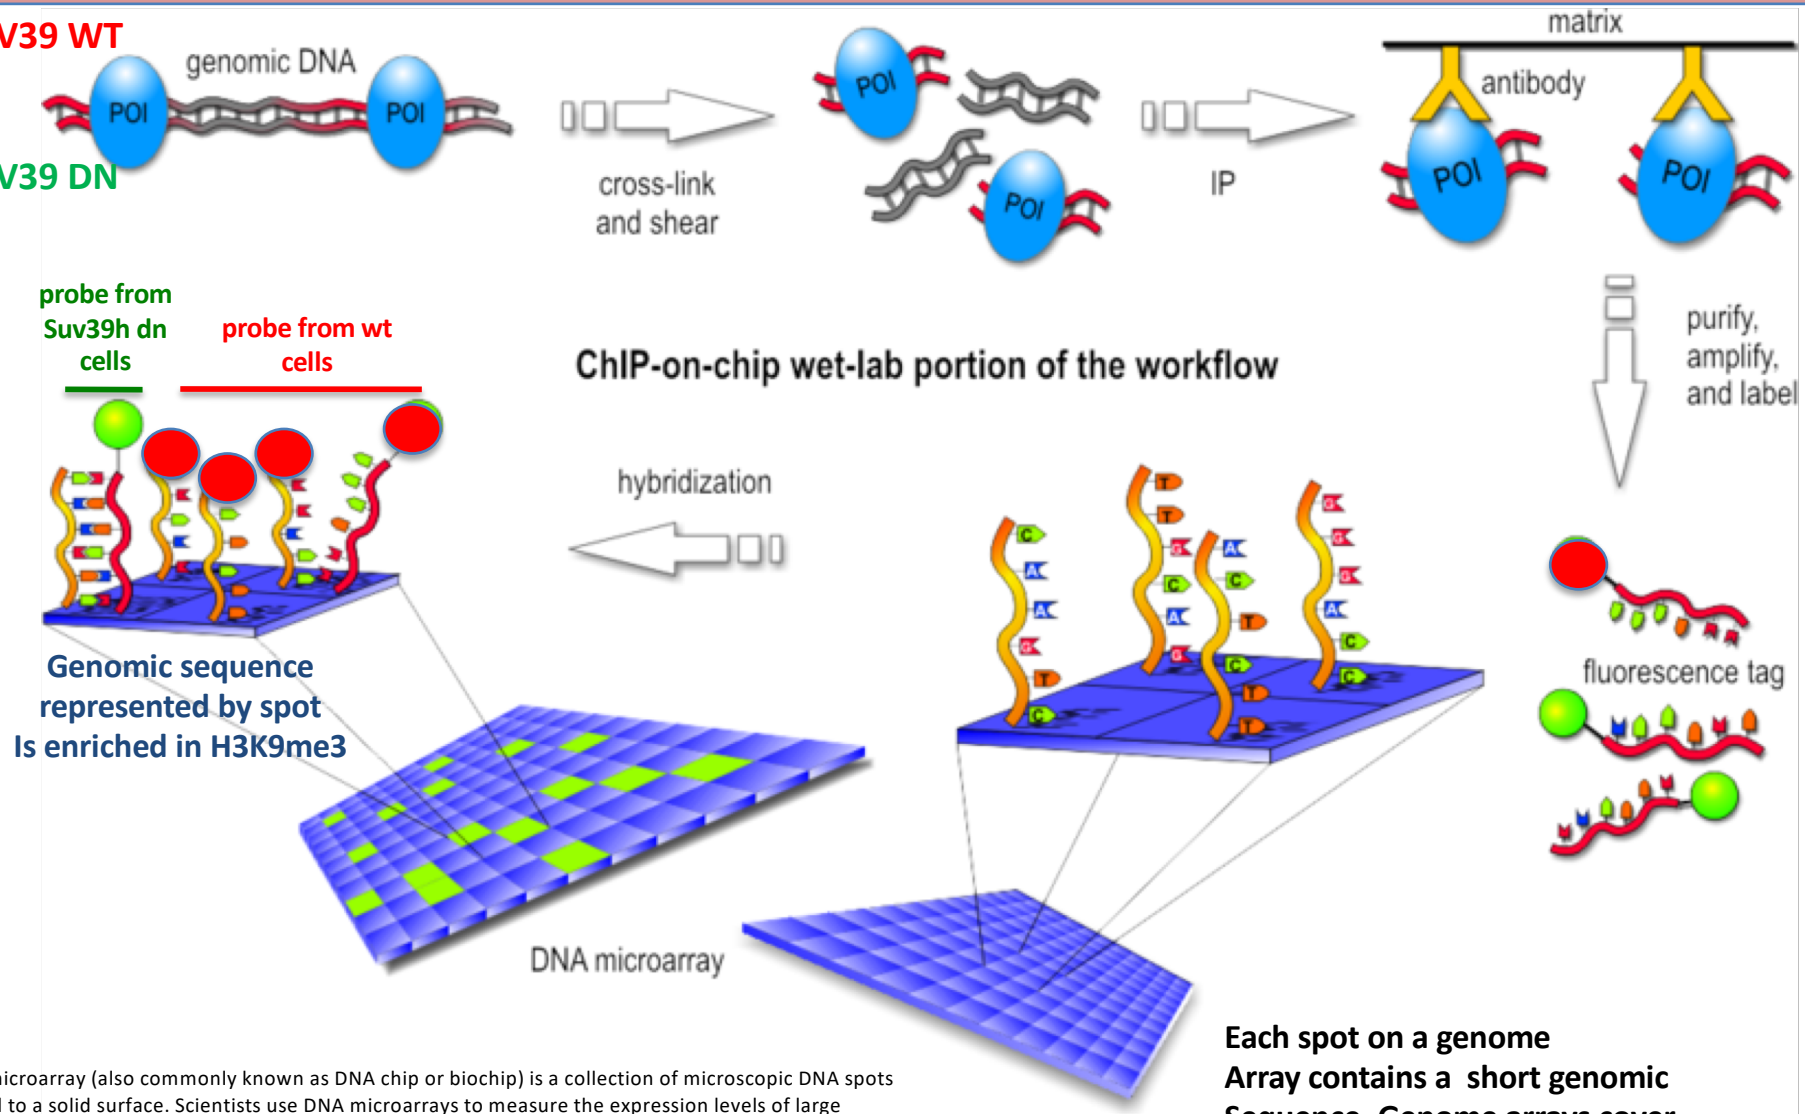 V39 WT
genomic DNA
POI
POI
V39 DN
cross-link
and shear
POI
POI
IP
matrix
antibody
POI
POI
purify,
amplify,
and label
probe from
Suv39h dn
cells
probe from wt
cells
ChIP-on-chip wet-lab portion of the workflow
hybridization
C
A
A
G
T
C
T
T
G
C
A
G
A
C
T
C
T
T
G
G
G
A
C
C
fluorescence tag
Genomic sequence
represented by spot
Is enriched in H3K9me3
DNA microarray
Each spot on a genome
Array contains a short genomic
Sequence. Genome arrays cover
icroarray (also commonly known as DNA chip or biochip) is a collection of microscopic DNA spots
to a solid surface. Scientists use DNA microarrays to measure the expression levels of large